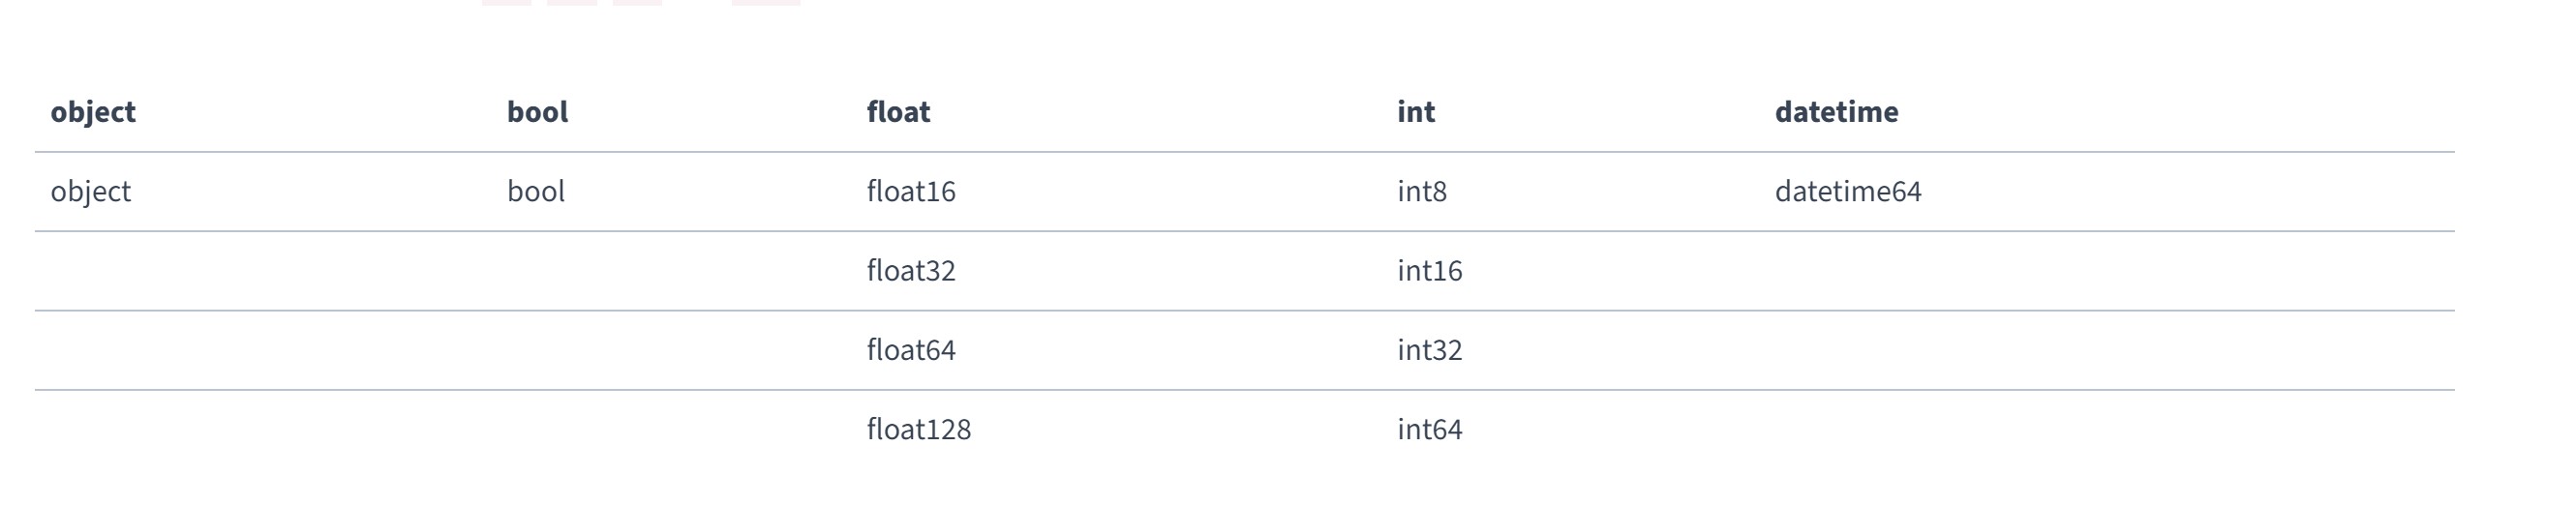 object bool float int datetime
object bool float16 int8 datetime64
float32 int16
float64 int32
float128 int64